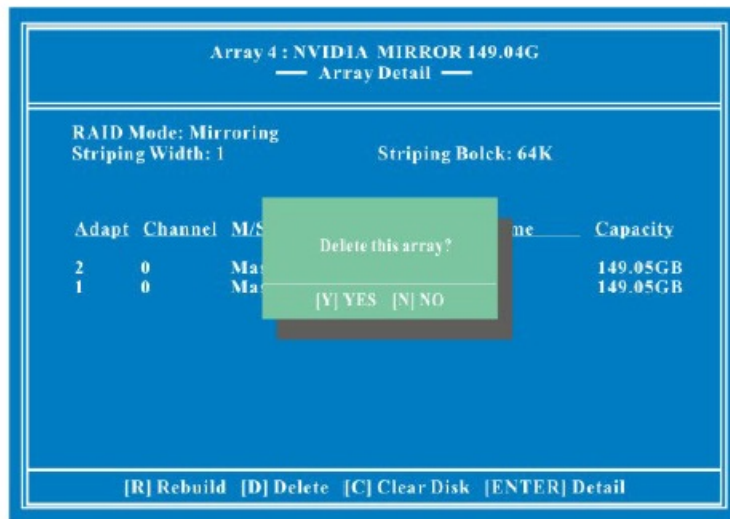 Array 4 : NVIDIA MIRROR 149.04G
Array Detail
RAID Mode: Mirroring
Striping Width: 1 Striping Bolck: 64K
Adapt Channel M/S Capacity
2 0 149.05GB
1 0 149.05GB
Delete this array?
[Y] YES [N] NO
[R] Rebuild [D] Delete [C] Clear Disk [ENTER] Detail